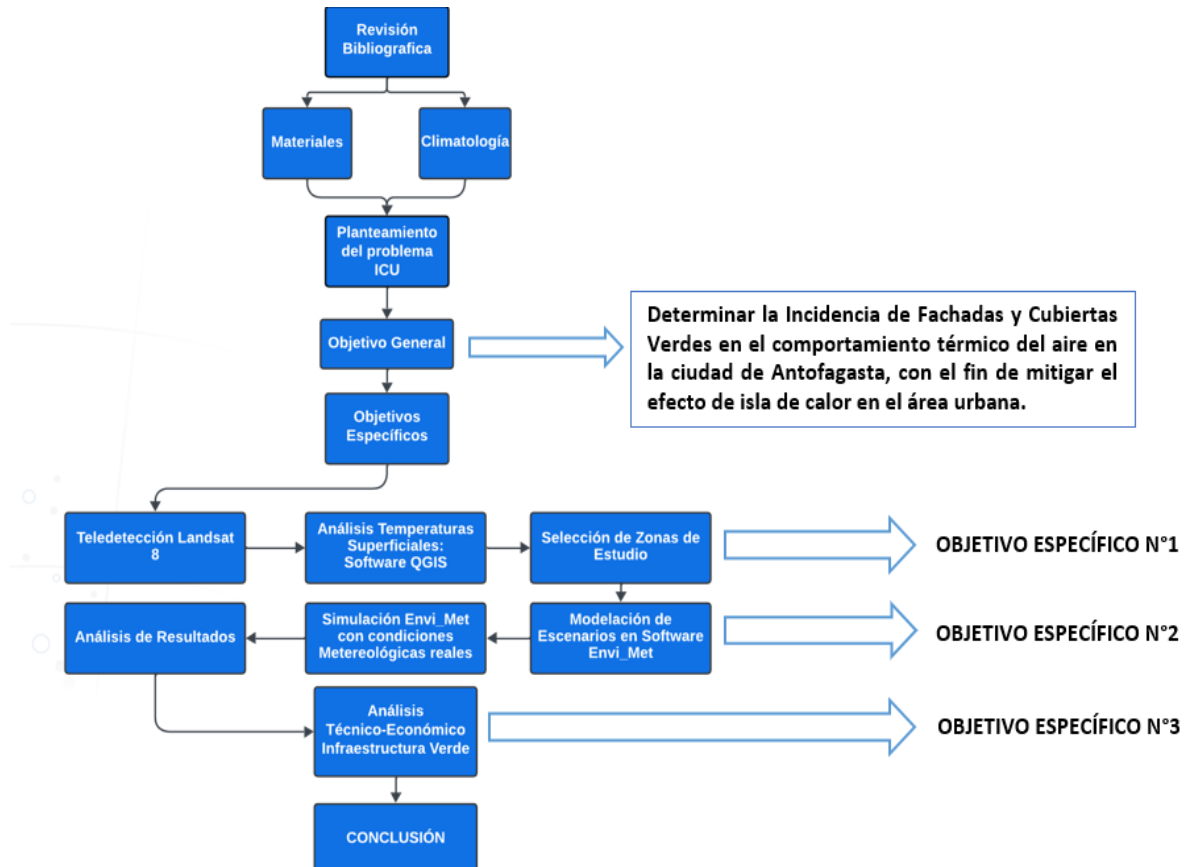 Revisión
Bibliografica
Materiales
Climatología
Planteamiento
del problema
ICU
Objetivo General
Determinar la Incidencia de Fachadas y Cubiertas
Verdes en el comportamiento térmico del aire en
la ciudad de Antofagasta, con el fin de mitigar el
efecto de isla de calor en el área urbana.
Objetivos
Específicos
Teledetección Landsat
8
Análisis Temperaturas
Superficiales:
Software QGIS
Selección de Zonas de
Estudio
OBJETIVO ESPECÍFICO N°1
Análisis de Resultados
Simulación Envi_Met
con condiciones
Metereológicas reales
Modelación de
Escenarios en Software
Envi_Met
OBJETIVO ESPECÍFICO N°2
Análisis
Técnico-Económico
Infraestructura Verde
OBJETIVO ESPECÍFICO N°3
CONCLUSIÓN